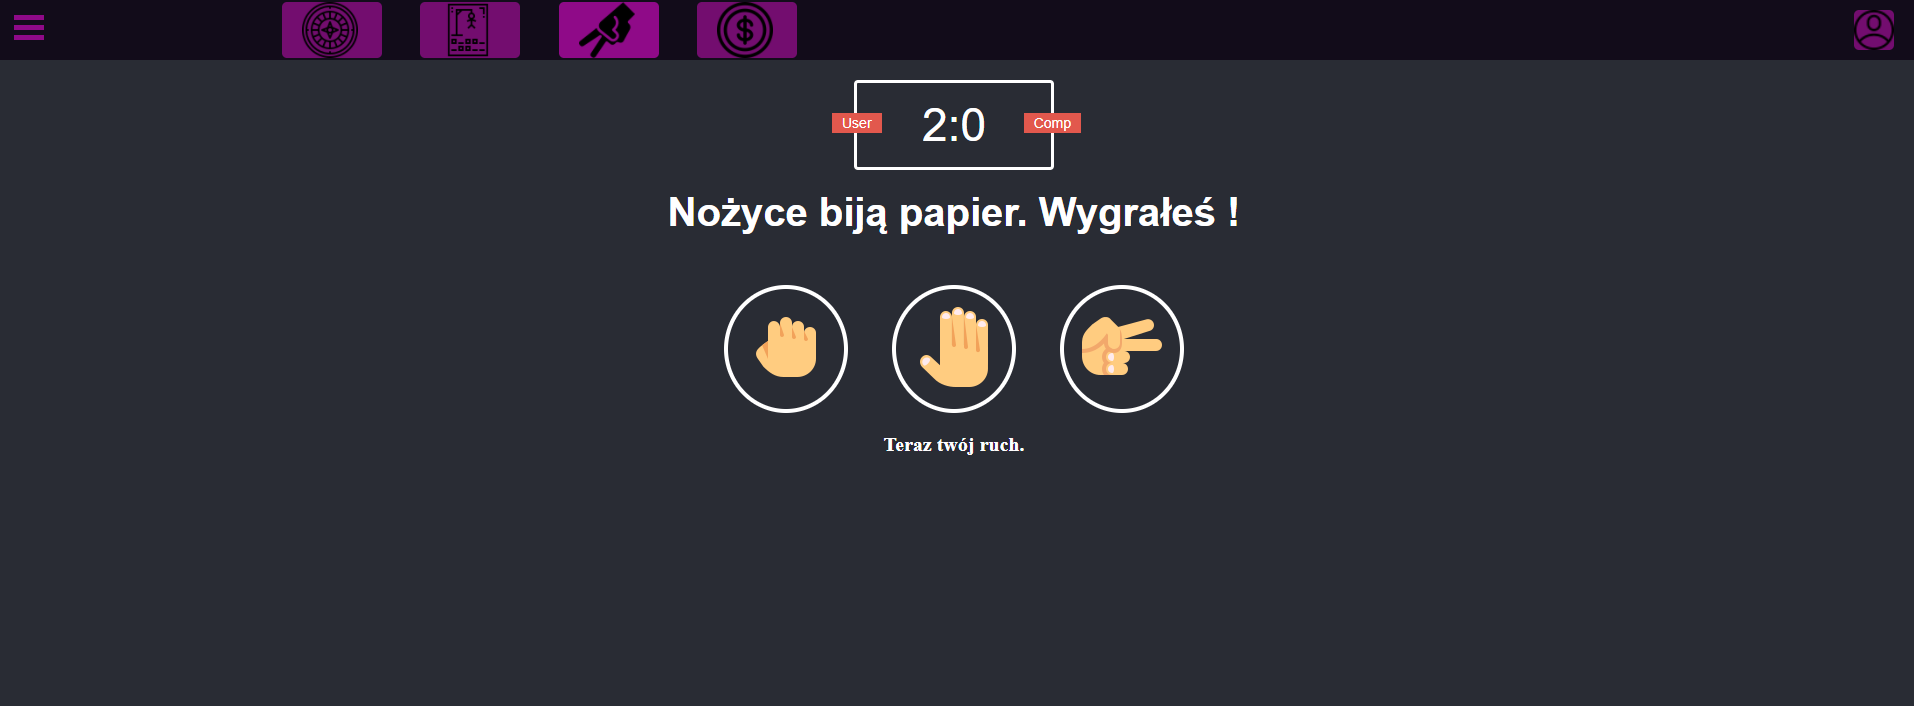 User
2:0
Comp
Nożyce biją papier. Wygrałeś !
Teraz twój ruch.